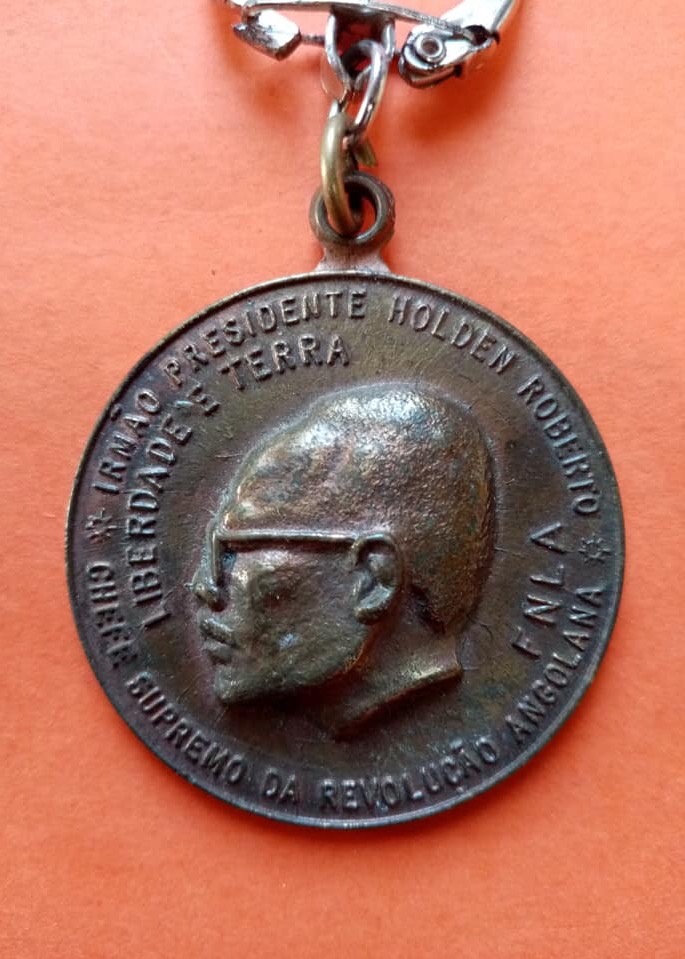 ☼ IRMÃO PRESIDENTE HOLDEN ROBERTO ☼
CHEFE SUPREMO DA REVOLUÇÃO ANGOLANA
LIBERDADE E TERRA
FNLA